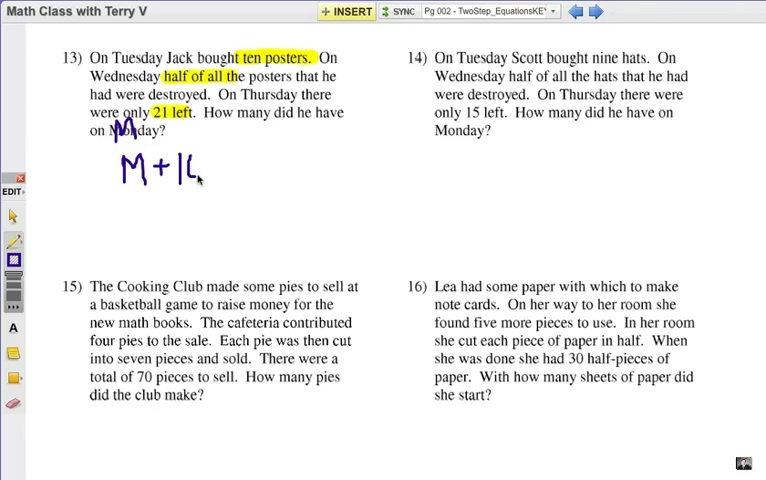 Math Class with Terry V
+ INSERT
SYNC
Pg 002 - TwoStep_EquationsKEY
EDIT
A
13) On Tuesday Jack bought ten posters. On
Wednesday half of all the posters that he
had were destroyed. On Thursday there
were only 21 left. How many did he have
on Monday?
M
M + 10
14) On Tuesday Scott bought nine hats. On
Wednesday half of all the hats that he had
were destroyed. On Thursday there were
only 15 left. How many did he have on
Monday?
15) The Cooking Club made some pies to sell at
a basketball game to raise money for the
new math books. The cafeteria contributed
four pies to the sale. Each pie was then cut
into seven pieces and sold. There were a
total of 70 pieces to sell. How many pies
did the club make?
16) Lea had some paper with which to make
note cards. On her way to her room she
found five more pieces to use. In her room
she cut each piece of paper in half. When
she was done she had 30 half-pieces of
paper. With how many sheets of paper did
she start?